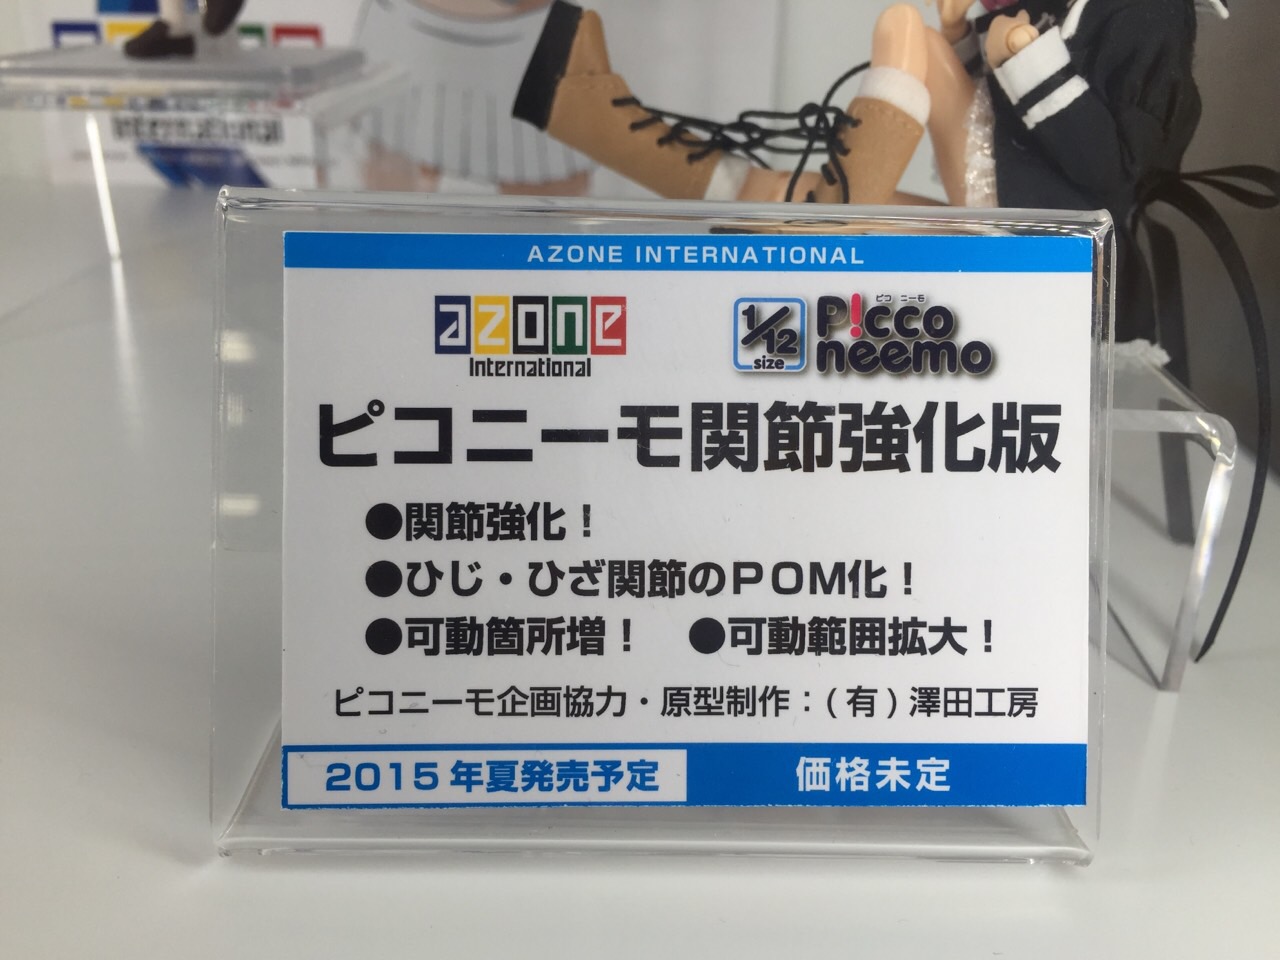 International
AZONE INTERNATIONAL
azone
International
1/12
size
ピコニーモ
P!cco
neemo
ピコニーモ関節強化版
●関節強化！
●ひじ・ひざ関節のＰＯＭ化！
●可動箇所増！ ●可動範囲拡大！
ピコニーモ企画協力・原型制作：(有) 澤田工房
2015 年夏発売予定
価格未定